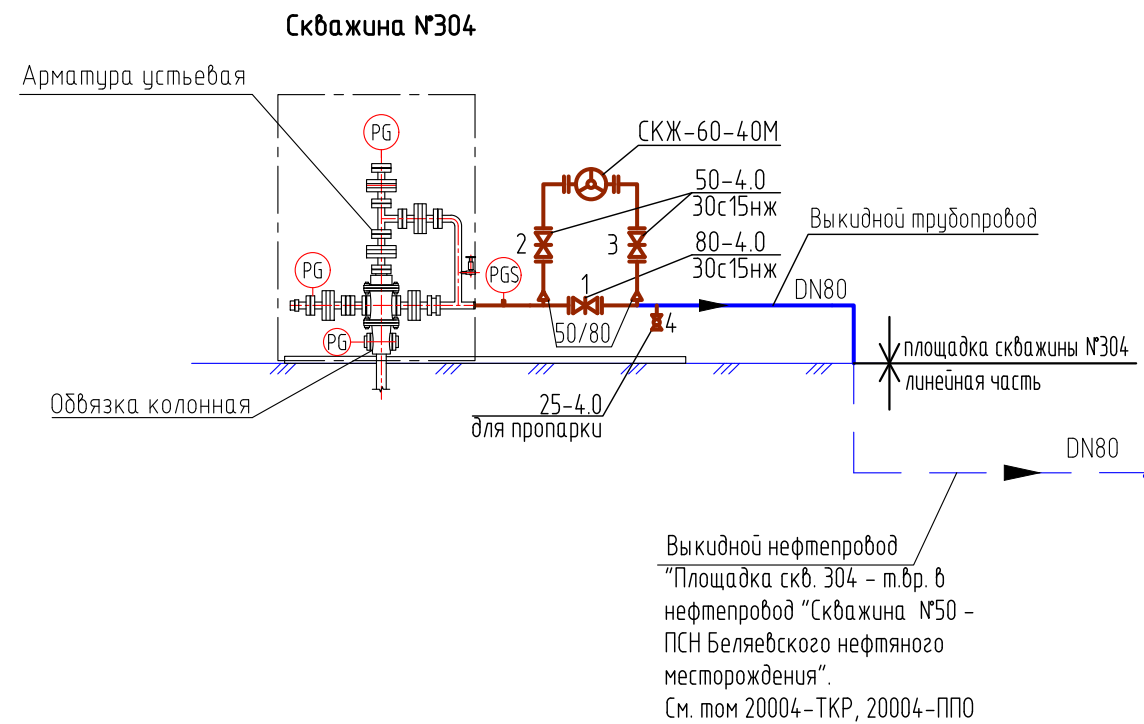 Скважина №304
Арматура устьевая
PG
СКЖ-60-40М
50-4.0
30с15нж
2
3
80-4.0
30с15нж
Выкидной трубопровод
PG
PGS
1
DN80
4
50/80
PG
площадка скважины №304
линейная часть
Обвязка колонная
25-4.0
для пропарки
DN80
Выкидной нефтепровод
"Площадка скв. 304 - т.вр. в
нефтепровод "Скважина №50 -
ПСН Беляевского нефтяного
месторождения".
См. том 20004-ТКР, 20004-ППО